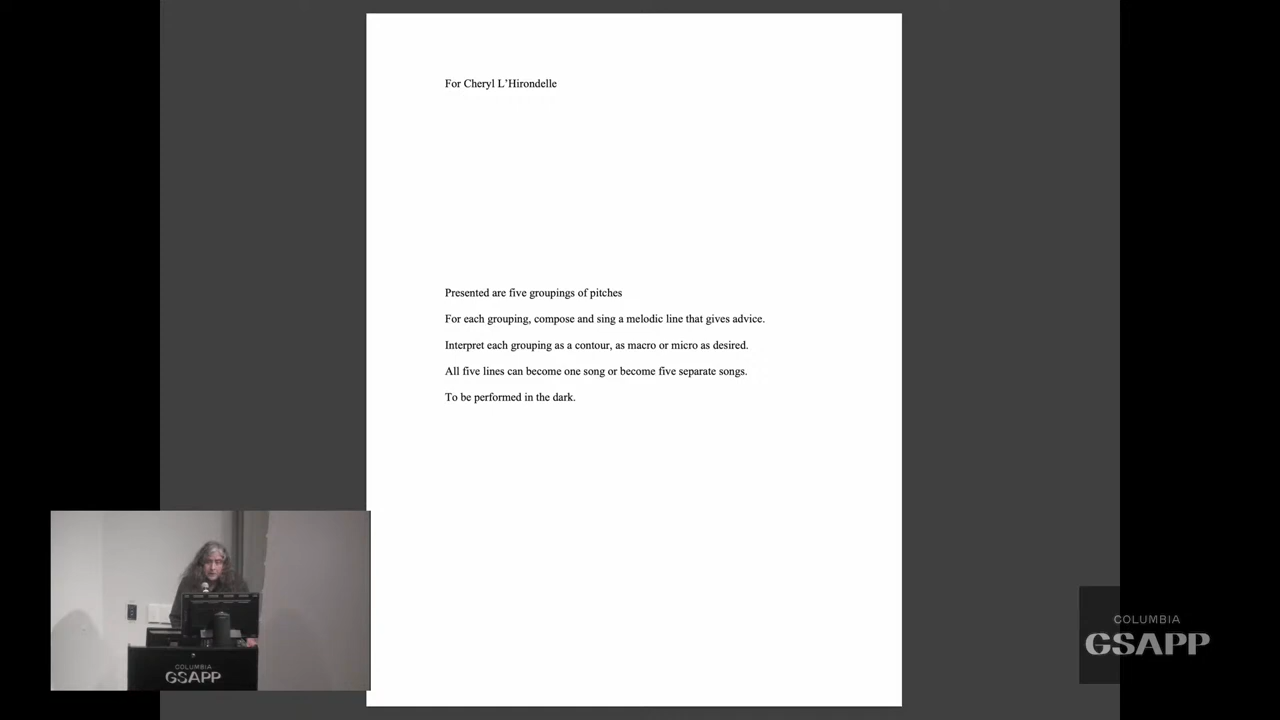 For Cheryl L’Hirondelle
Presented are five groupings of pitches
For each grouping, compose and sing a melodic line that gives advice.
Interpret each grouping as a contour, as macro or micro as desired.
All five lines can become one song or become five separate songs.
To be performed in the dark.
COLUMBIA
GSAPP
COLUMBIA
GSAPP